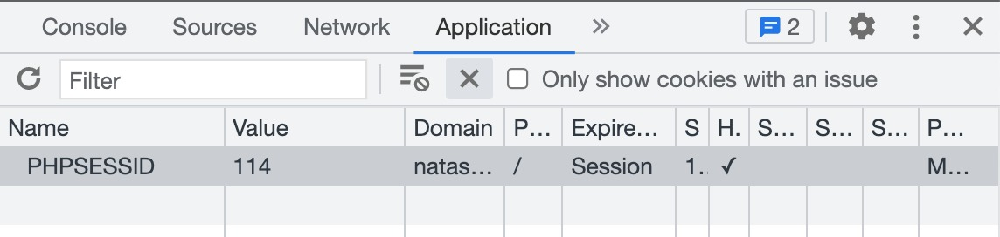 Console Sources Network Application 2
Filter Only show cookies with an issue
Name Value Domain P... Expire... S H. S... S... S... P...
PHPSESSID 114 natas... / Session 1.. ✓ M...